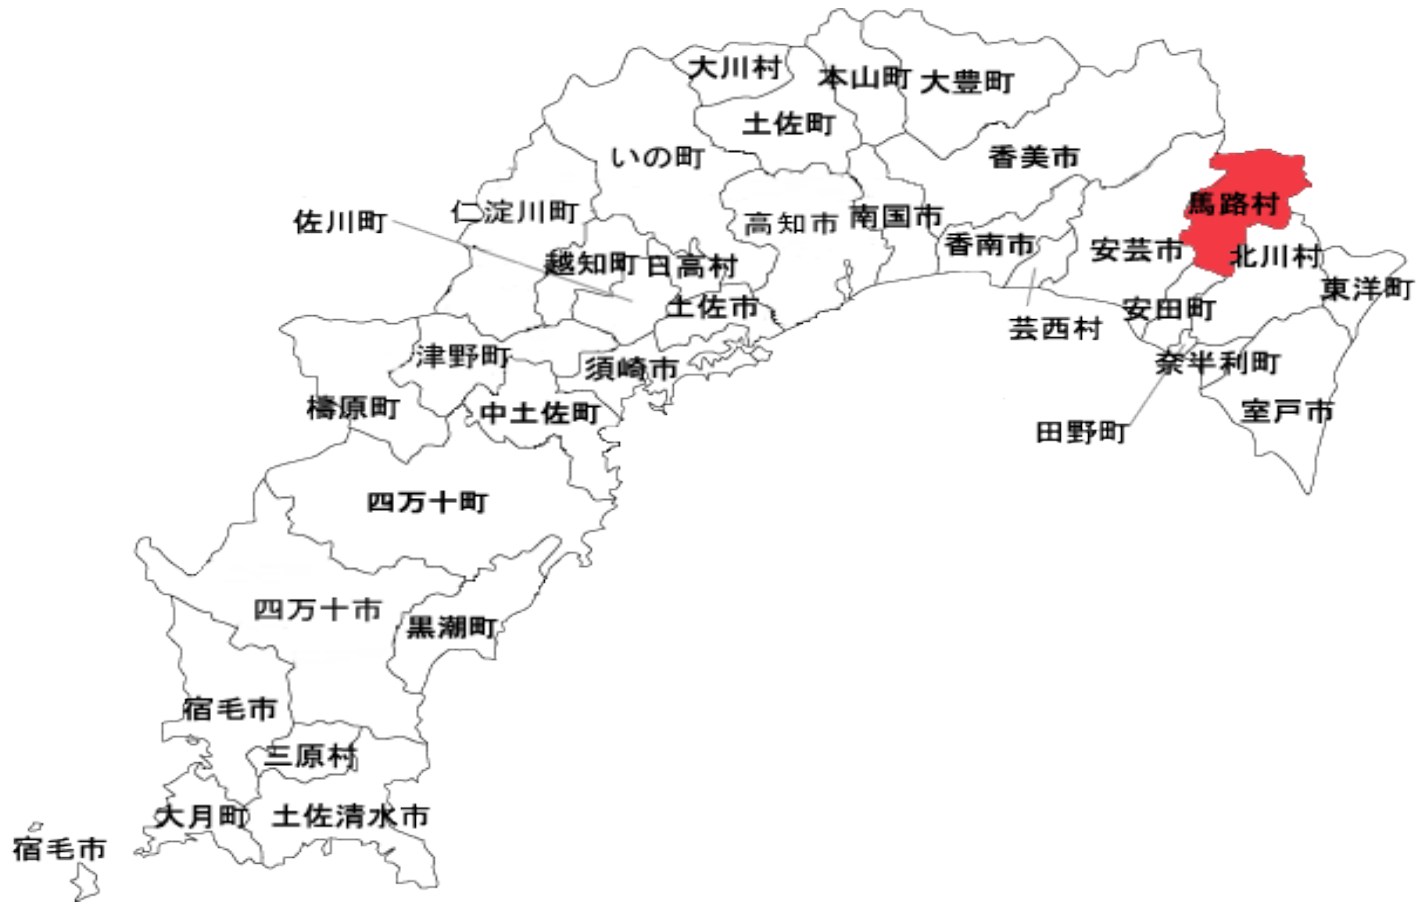 大川村
本山町
大豊町
土佐町
いの町
香美市
馬路村
佐川町
仁淀川町
高知市
南国市
香南市
安芸市
北川村
越知町
日高村
東洋町
土佐市
安田町
芸西村
津野町
須崎市
奈半利町
檮原町
中土佐町
室戸市
田野町
四万十町
四万十市
黒潮町
宿毛市
三原村
大月町
土佐清水市
宿毛市